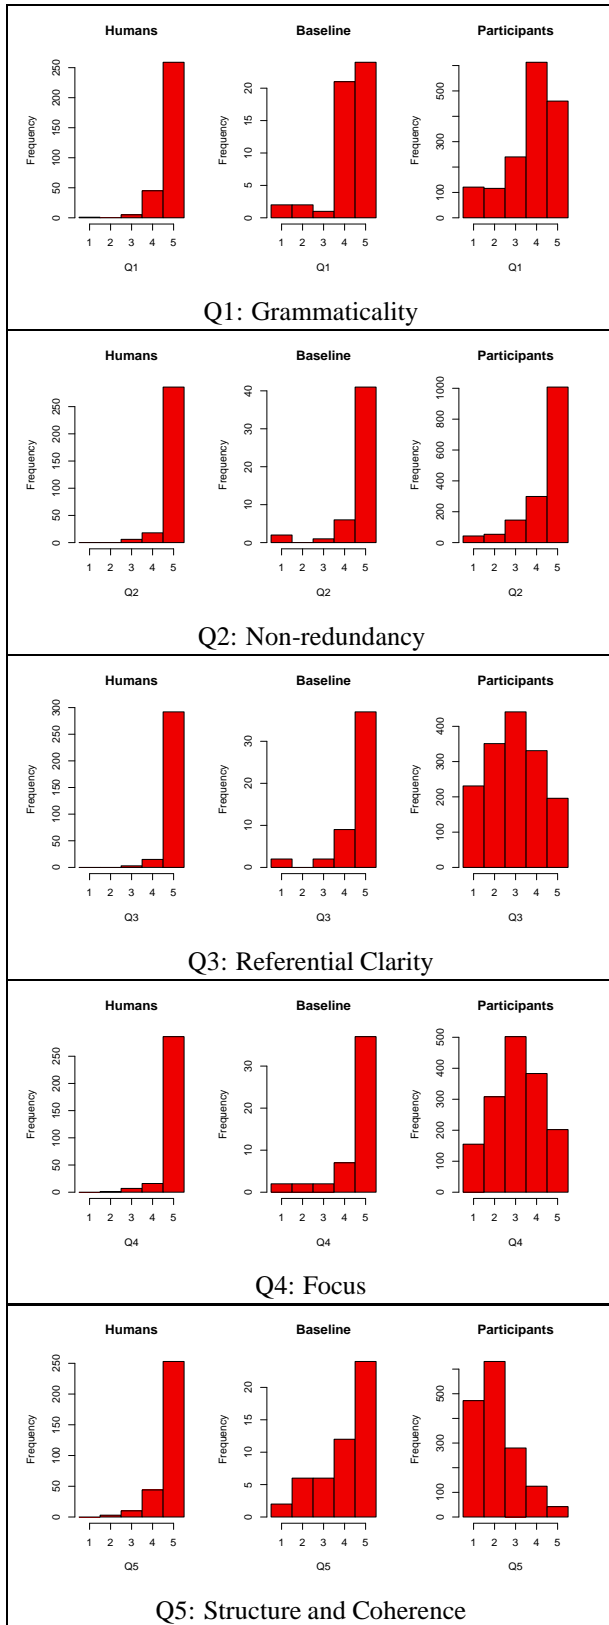 Humans Baseline Participants
Frequency
0 50 100 150 200 250
1 2 3 4 5
Q1
Frequency
0 5 10 15 20
1 2 3 4 5
Q1
Frequency
0 100 300 500
1 2 3 4 5
Q1
Q1: Grammaticality
Humans Baseline Participants
Frequency
0 50 100 150 200 250
1 2 3 4 5
Q2
Frequency
0 10 20 30 40
1 2 3 4 5
Q2
Frequency
0 200 400 600 800 1000
1 2 3 4 5
Q2
Q2: Non-redundancy
Humans Baseline Participants
Frequency
0 50 100 150 200 250 300
1 2 3 4 5
Q3
Frequency
0 10 20 30
1 2 3 4 5
Q3
Frequency
0 100 200 300 400
1 2 3 4 5
Q3
Q3: Referential Clarity
Humans Baseline Participants
Frequency
0 50 100 150 200 250
1 2 3 4 5
Q4
Frequency
0 10 20 30
1 2 3 4 5
Q4
Frequency
0 100 200 300 400 500
1 2 3 4 5
Q4
Q4: Focus
Humans Baseline Participants
Frequency
0 50 100 150 200 250
1 2 3 4 5
Q5
Frequency
0 5 10 15 20
1 2 3 4 5
Q5
Frequency
0 100 300 500
1 2 3 4 5
Q5
Q5: Structure and Coherence